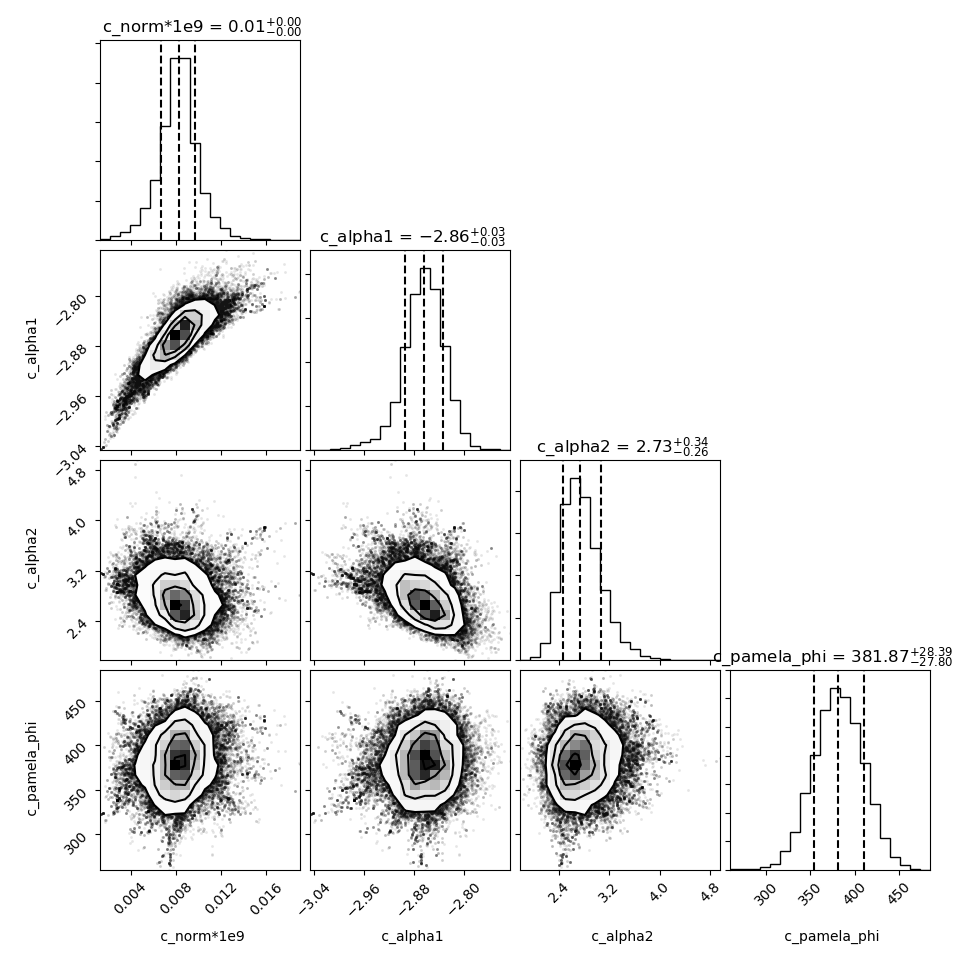 c_norm*1e9 = 0.01+0.00−0.00
c_alpha1 = −2.86+0.03−0.03
−2.80
−2.88
−2.96
−3.04
c_alpha1
c_alpha2 = 2.73+0.34−0.26
4.8
4.0
3.2
2.4
c_alpha2
c_pamela_phi = 381.87+28.39−27.80
450
400
350
300
c_pamela_phi
0.004 0.008 0.012 0.016
−3.04 −2.96 −2.88 −2.80
2.4 3.2 4.0 4.8
300 350 400 450
c_norm*1e9 c_alpha1 c_alpha2 c_pamela_phi